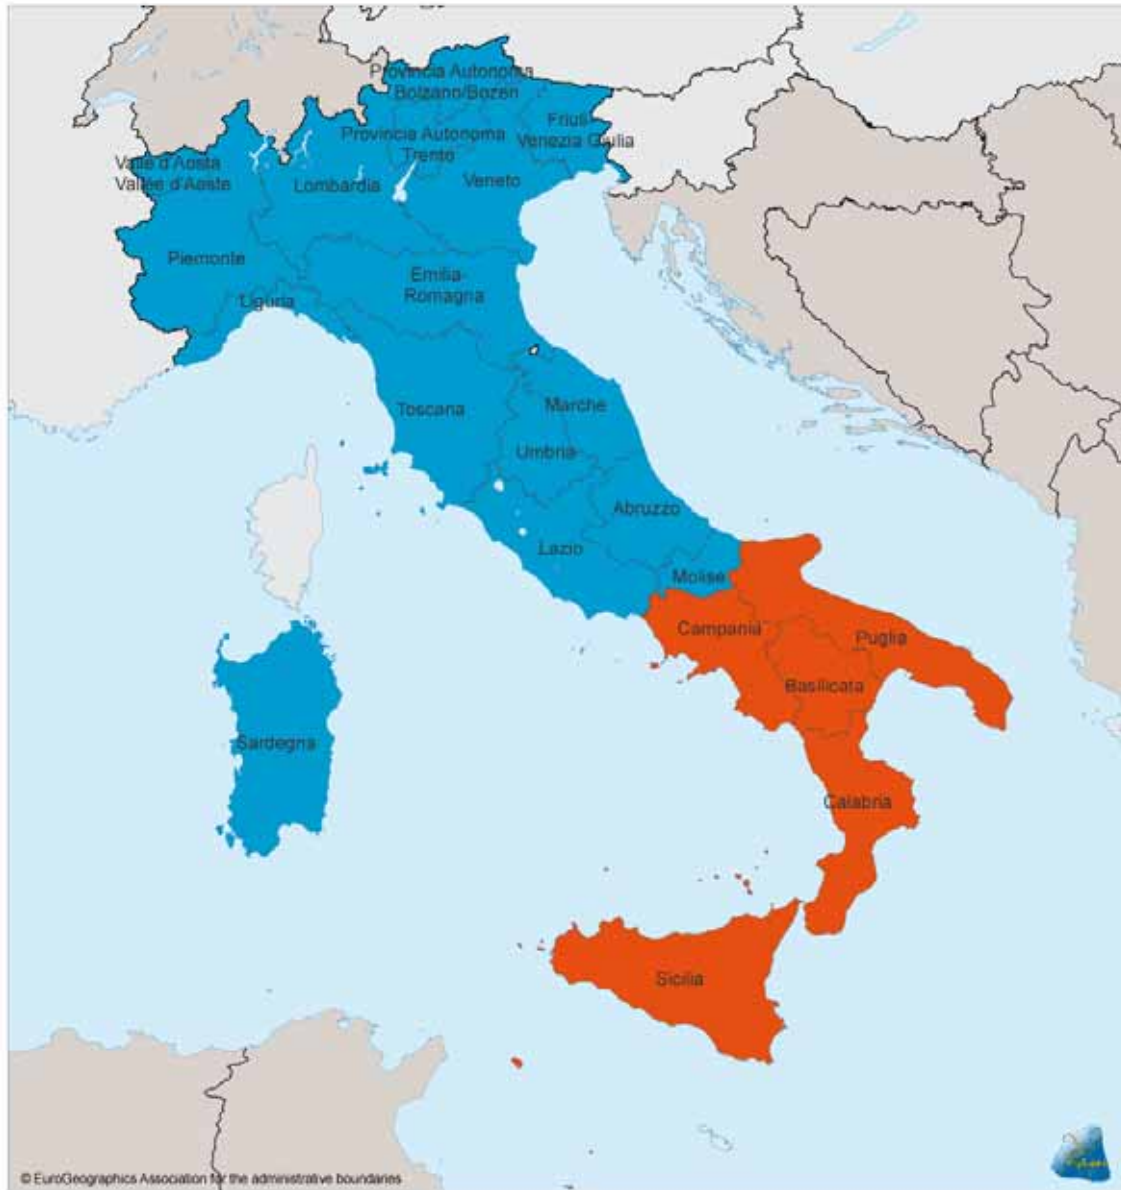 Provincia Autonoma
Bolzano/Bozen
Friuli-
Venezia Giulia
Provincia Autonoma
Trento
Valle d'Aosta
Vallée d'Aoste
Lombardia
Veneto
Piemonte
Emilia-
Romagna
Liguria
Toscana
Marche
Umbria
Abruzzo
Lazio
Molise
Campania
Puglia
Basilicata
Sardegna
Calabria
Sicilia
© EuroGeographics Association for the administrative boundaries